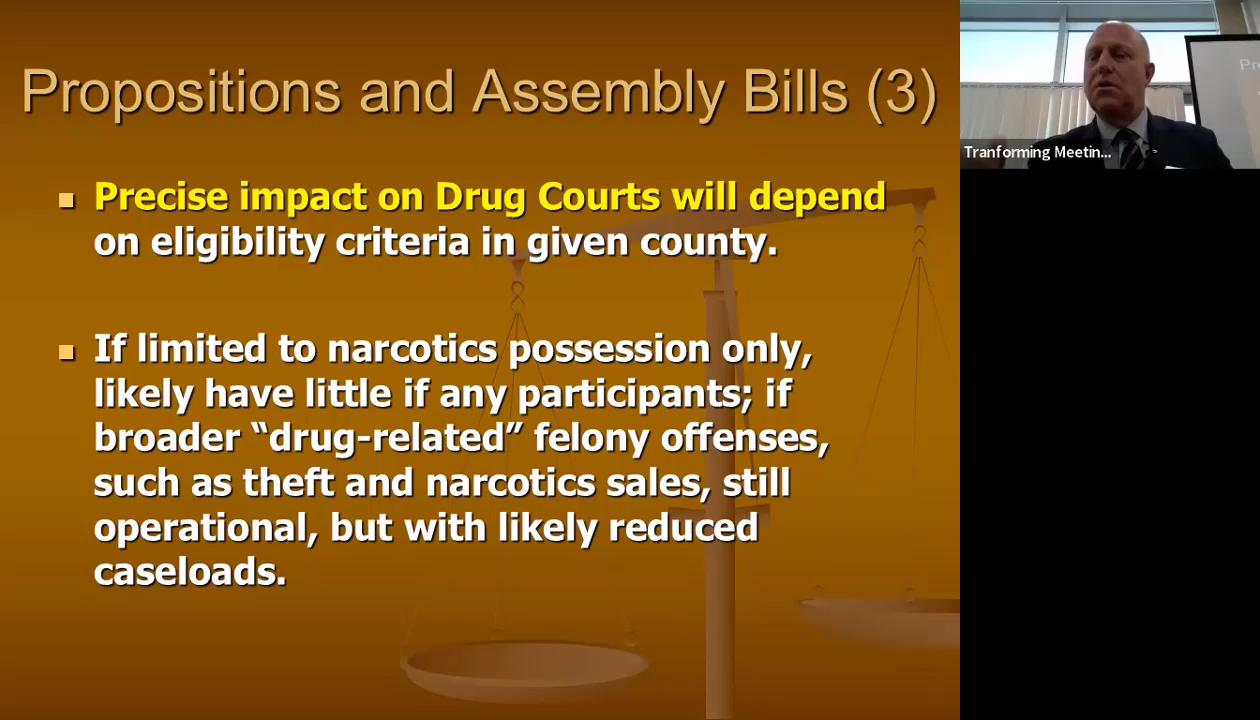 Propositions and Assembly Bills (3)
Precise impact on Drug Courts will depend
on eligibility criteria in given county.
If limited to narcotics possession only,
likely have little if any participants; if
broader “drug-related” felony offenses,
such as theft and narcotics sales, still
operational, but with likely reduced
caseloads.
Tranforming Meetin...